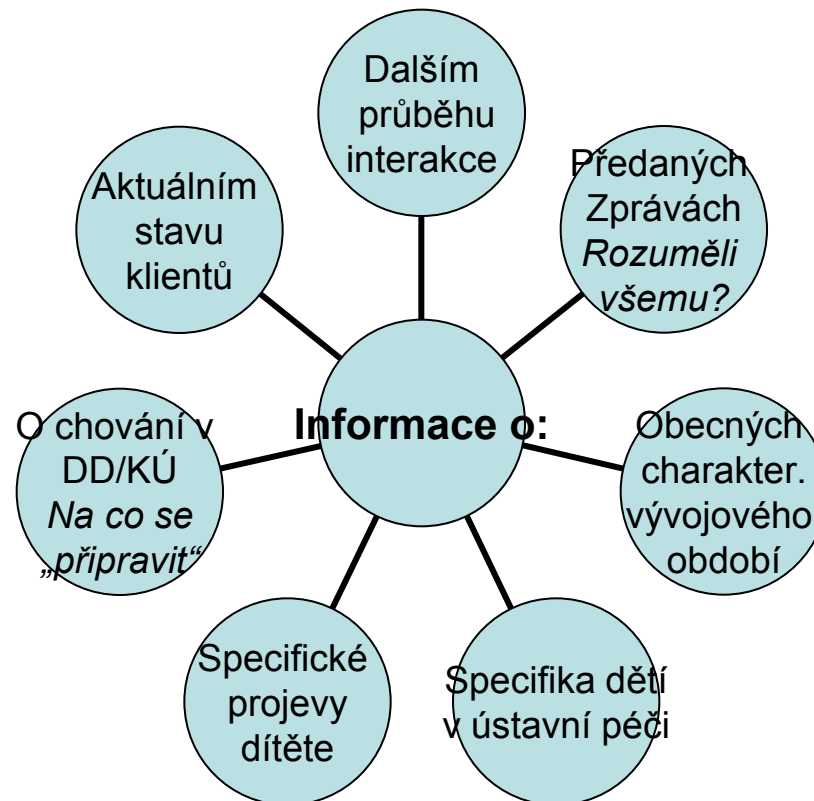 Dalším
průběhu
interakce
Předaných
Zprávách
Rozuměli
všemu?
Aktuálním
stavu
klientů
Informace o:
O chování v
DD/KÚ
Na co se
„připravit“
Obecných
charakter.
vývojového
období
Specifické
projevy
dítěte
Specifika dětí
v ústavní péči